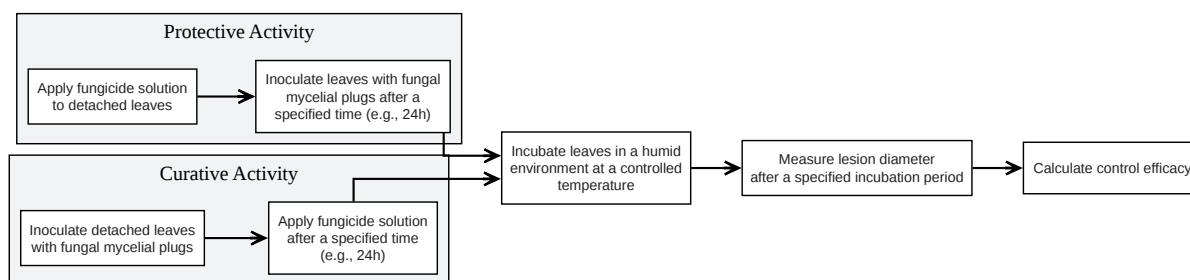 Protective Activity
Apply fungicide solution
to detached leaves
Inoculate leaves with fungal
mycelial plugs after a
specified time (e.g., 24h)
Curative Activity
Inoculate detached leaves
with fungal mycelial plugs
Apply fungicide solution
after a specified time
(e.g., 24h)
Incubate leaves in a humid
environment at a controlled
temperature
Measure lesion diameter
after a specified incubation period
Calculate control efficacy